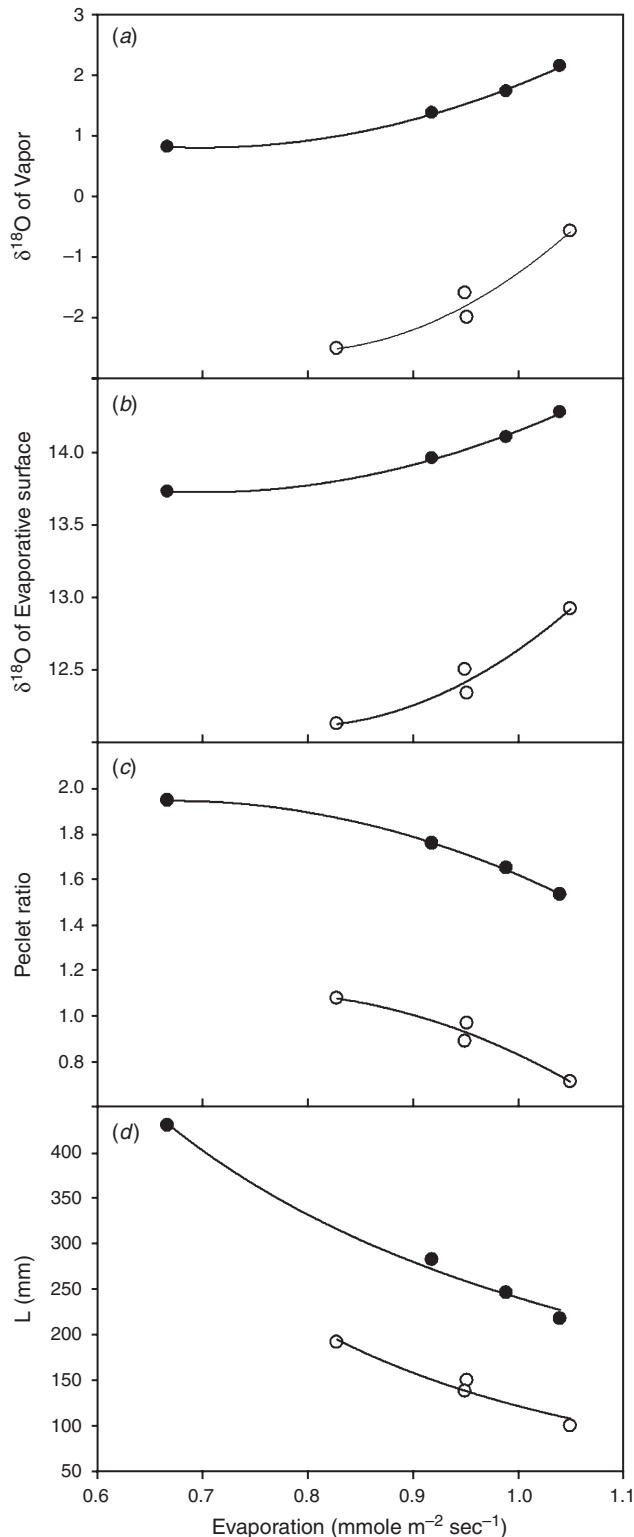 3
(a)
2
1
0
–1
–2
δ18O of Vapor
(b)
14.0
13.5
13.0
12.5
δ18O of Evaporative surface
(c)
2.0
1.8
1.6
1.4
1.2
1.0
0.8
Peclet ratio
(d)
400
350
300
250
200
150
100
50
L (mm)
0.6 0.7 0.8 0.9 1.0 1.1
Evaporation (mmole m–2 sec–1)